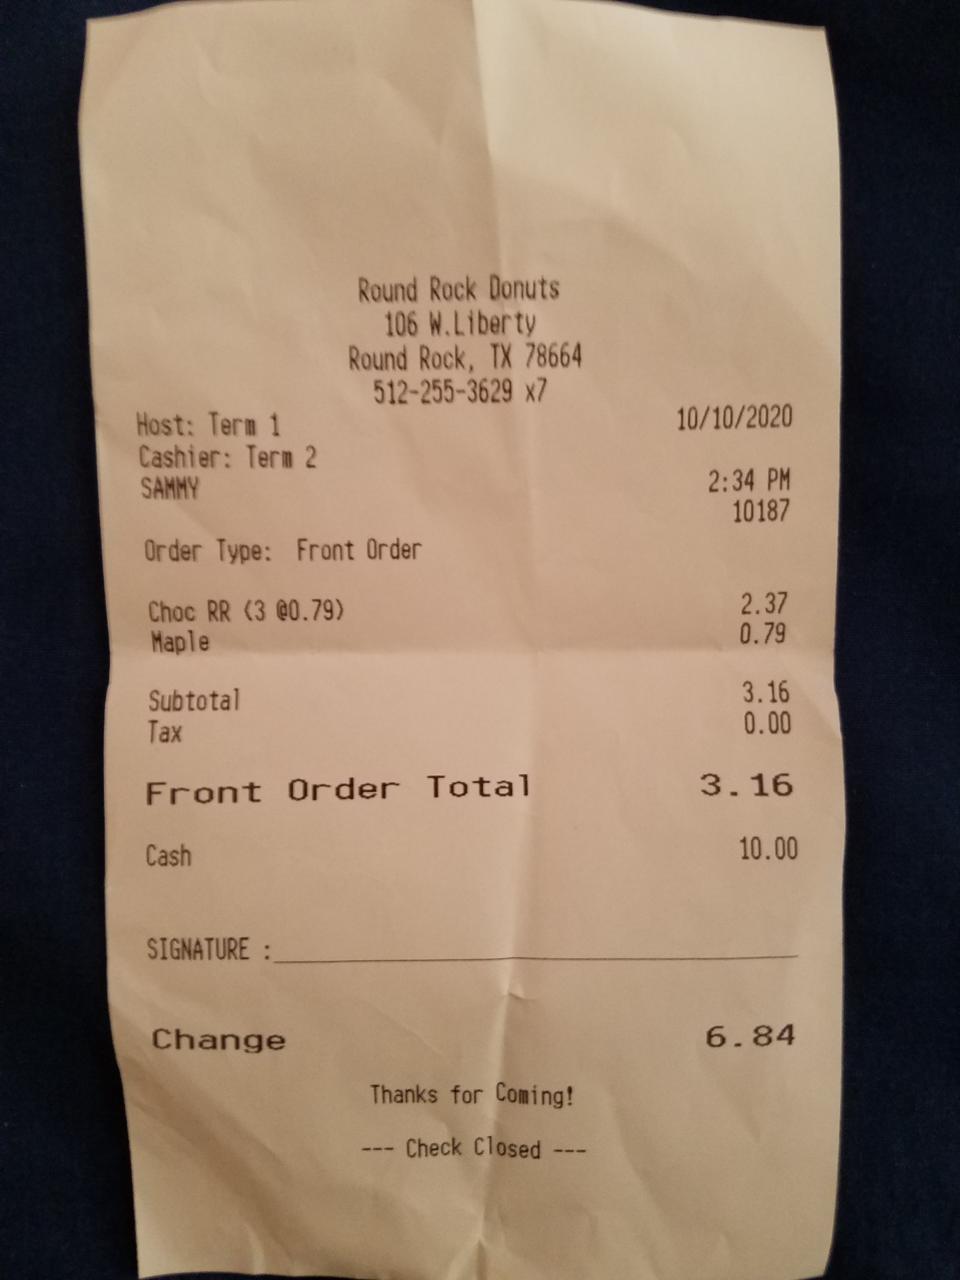 Round Rock Donuts
106 W.Liberty
Round Rock, TX 78664
512-255-3629 x7
Host: Term 1 10/10/2020
Cashier: Term 2
SAMMY 2:34 PM
10187
Order Type: Front Order
Choc RR (3 @0.79) 2.37
Maple 0.79
Subtotal 3.16
Tax 0.00
Front Order Total 3.16
Cash 10.00
SIGNATURE :
Change 6.84
Thanks for Coming!
--- Check Closed ---